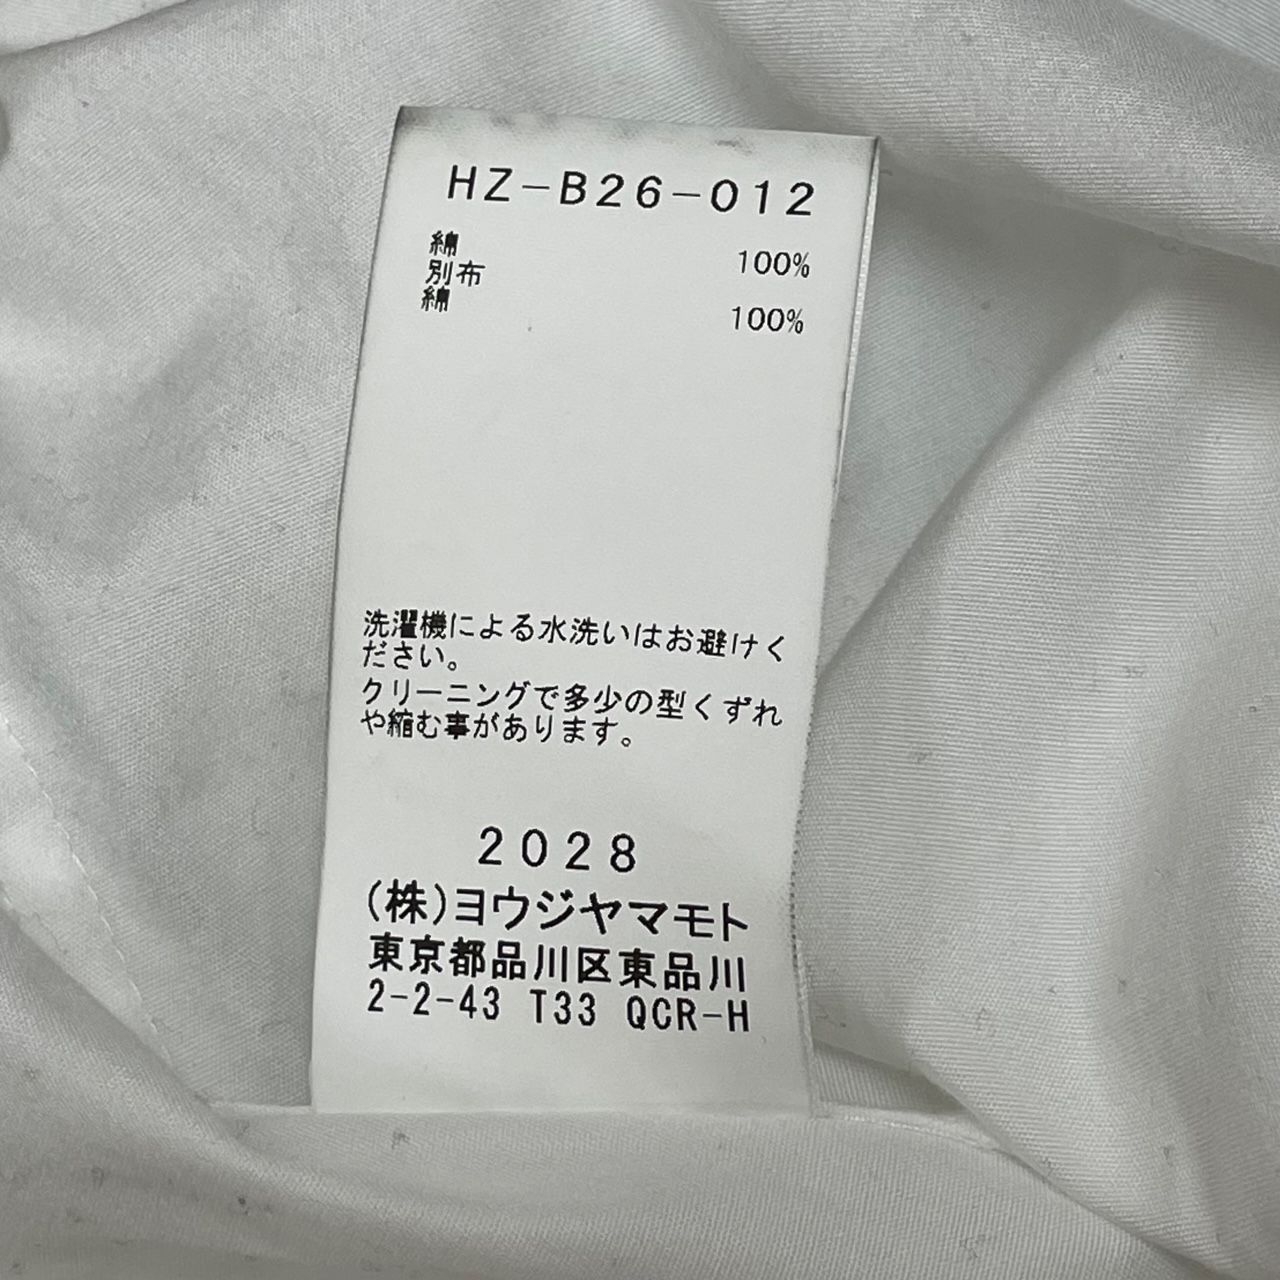 HZ-B26-012
綿 100%
別布
綿 100%
洗濯機による水洗いはお避けく
ださい。
クリーニングで多少の型くずれ
や縮む事があります。
2028
(株)ヨウジヤマモト
東京都品川区東品川
2-2-43 T33 QCR-H